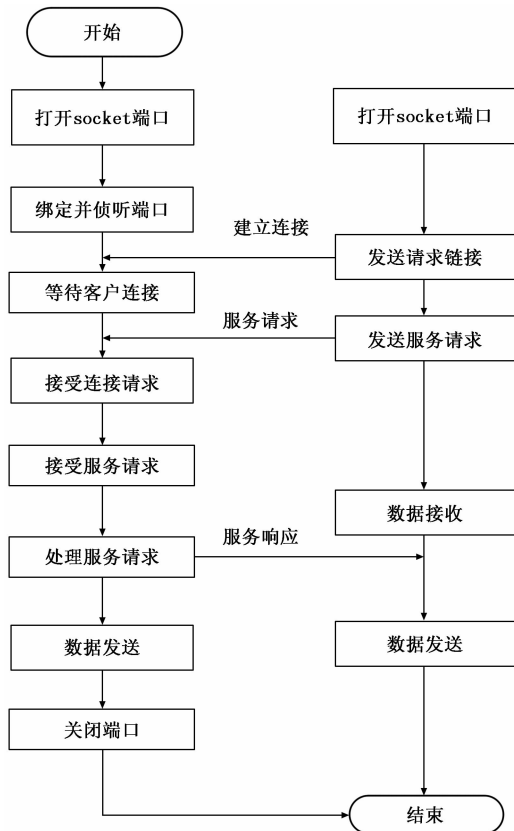 开始
打开socket端口
打开socket端口
绑定并侦听端口
建立连接
发送请求链接
等待客户连接
服务请求
发送服务请求
接受连接请求
接受服务请求
数据接收
服务响应
处理服务请求
数据发送
数据发送
关闭端口
结束